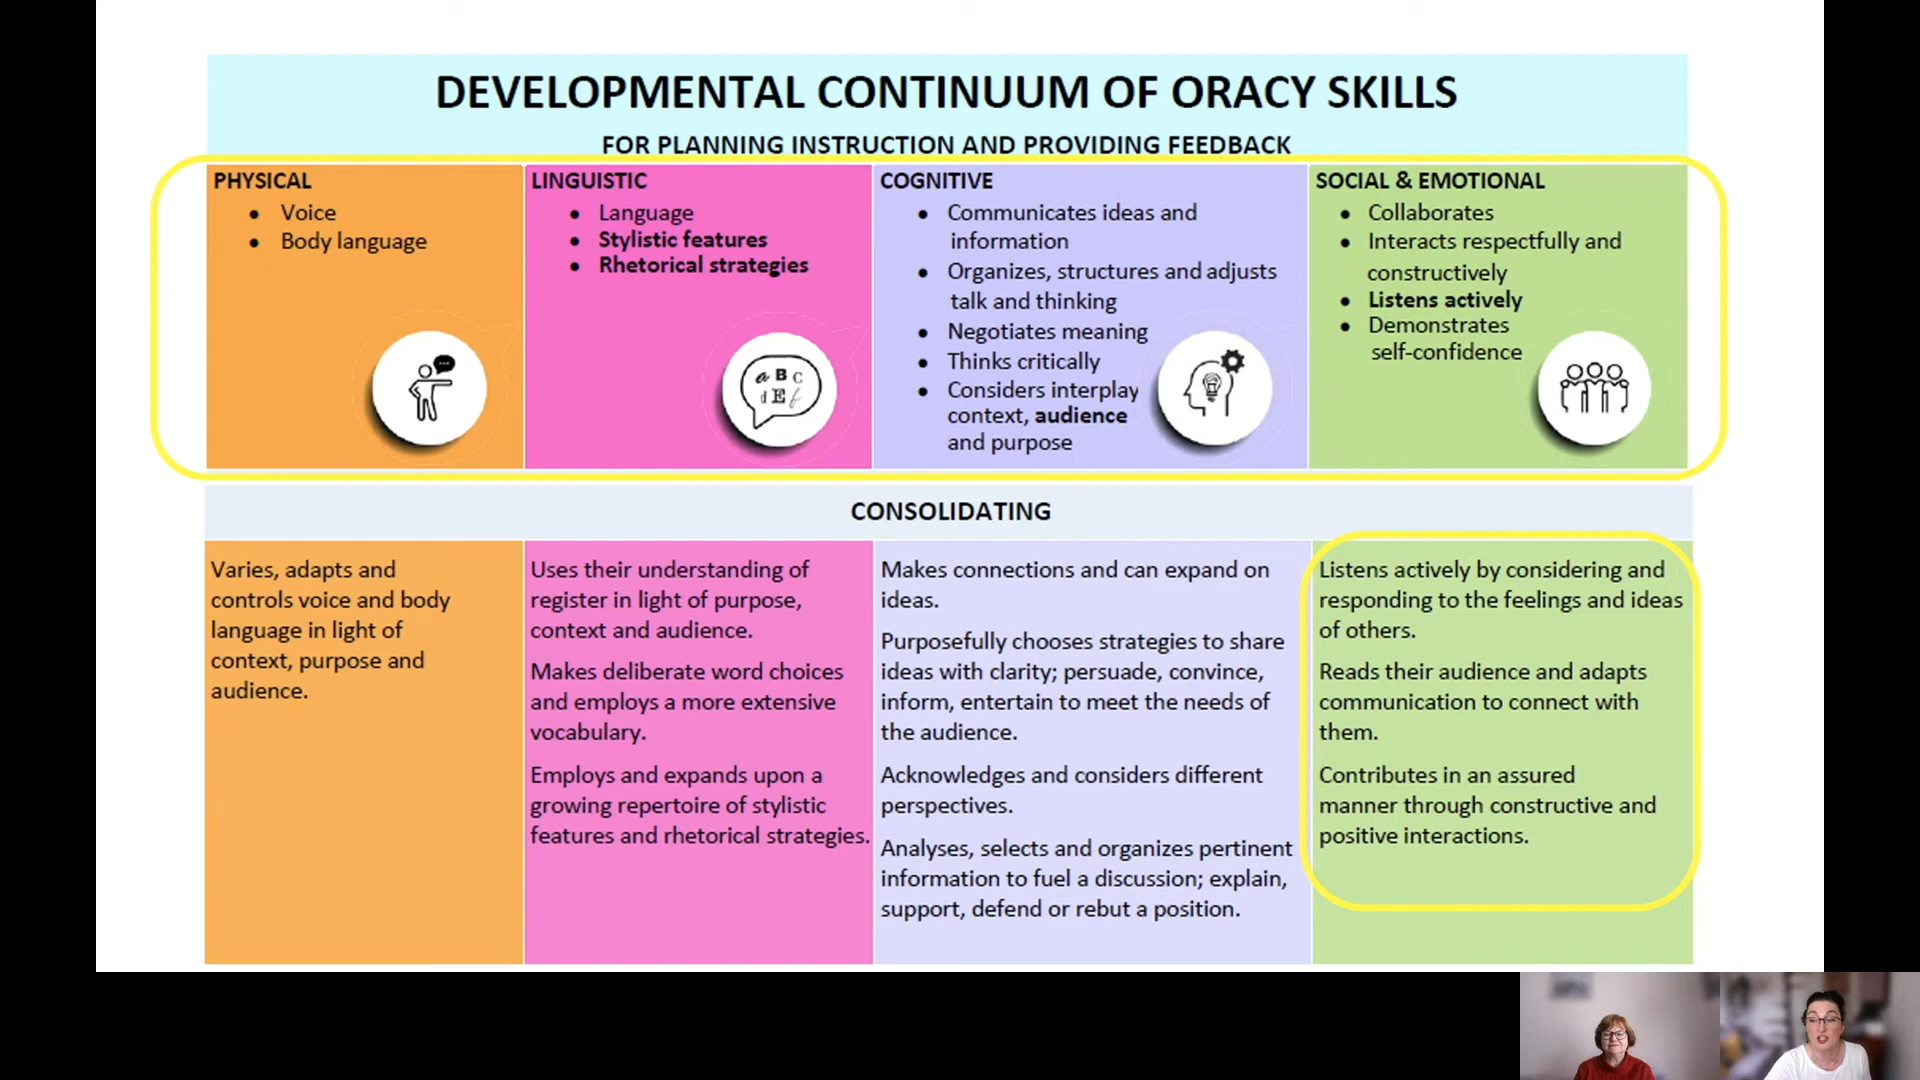 DEVELOPMENTAL CONTINUUM OF ORACY SKILLS
FOR PLANNING INSTRUCTION AND PROVIDING FEEDBACK
PHYSICAL
• Voice
• Body language
LINGUISTIC
• Language
• Stylistic features
• Rhetorical strategies
a B C
d E f
COGNITIVE
• Communicates ideas and
information
• Organizes, structures and adjusts
talk and thinking
• Negotiates meaning
• Thinks critically
• Considers interplay
context, audience
and purpose
SOCIAL & EMOTIONAL
• Collaborates
• Interacts respectfully and
constructively
• Listens actively
• Demonstrates
self-confidence
CONSOLIDATING
Varies, adapts and
controls voice and body
language in light of
context, purpose and
audience.
Uses their understanding of
register in light of purpose,
context and audience.
Makes deliberate word choices
and employs a more extensive
vocabulary.
Employs and expands upon a
growing repertoire of stylistic
features and rhetorical strategies.
Makes connections and can expand on
ideas.
Purposefully chooses strategies to share
ideas with clarity; persuade, convince,
inform, entertain to meet the needs of
the audience.
Acknowledges and considers different
perspectives.
Analyses, selects and organizes pertinent
information to fuel a discussion; explain,
support, defend or rebut a position.
Listens actively by considering and
responding to the feelings and ideas
of others.
Reads their audience and adapts
communication to connect with
them.
Contributes in an assured
manner through constructive and
positive interactions.